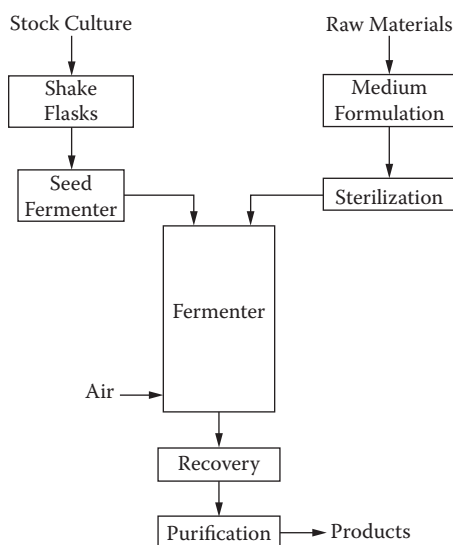 Stock Culture
Raw Materials
Shake
Flasks
Medium
Formulation
Seed
Fermenter
Sterilization
Fermenter
Air
Recovery
Purification
Products